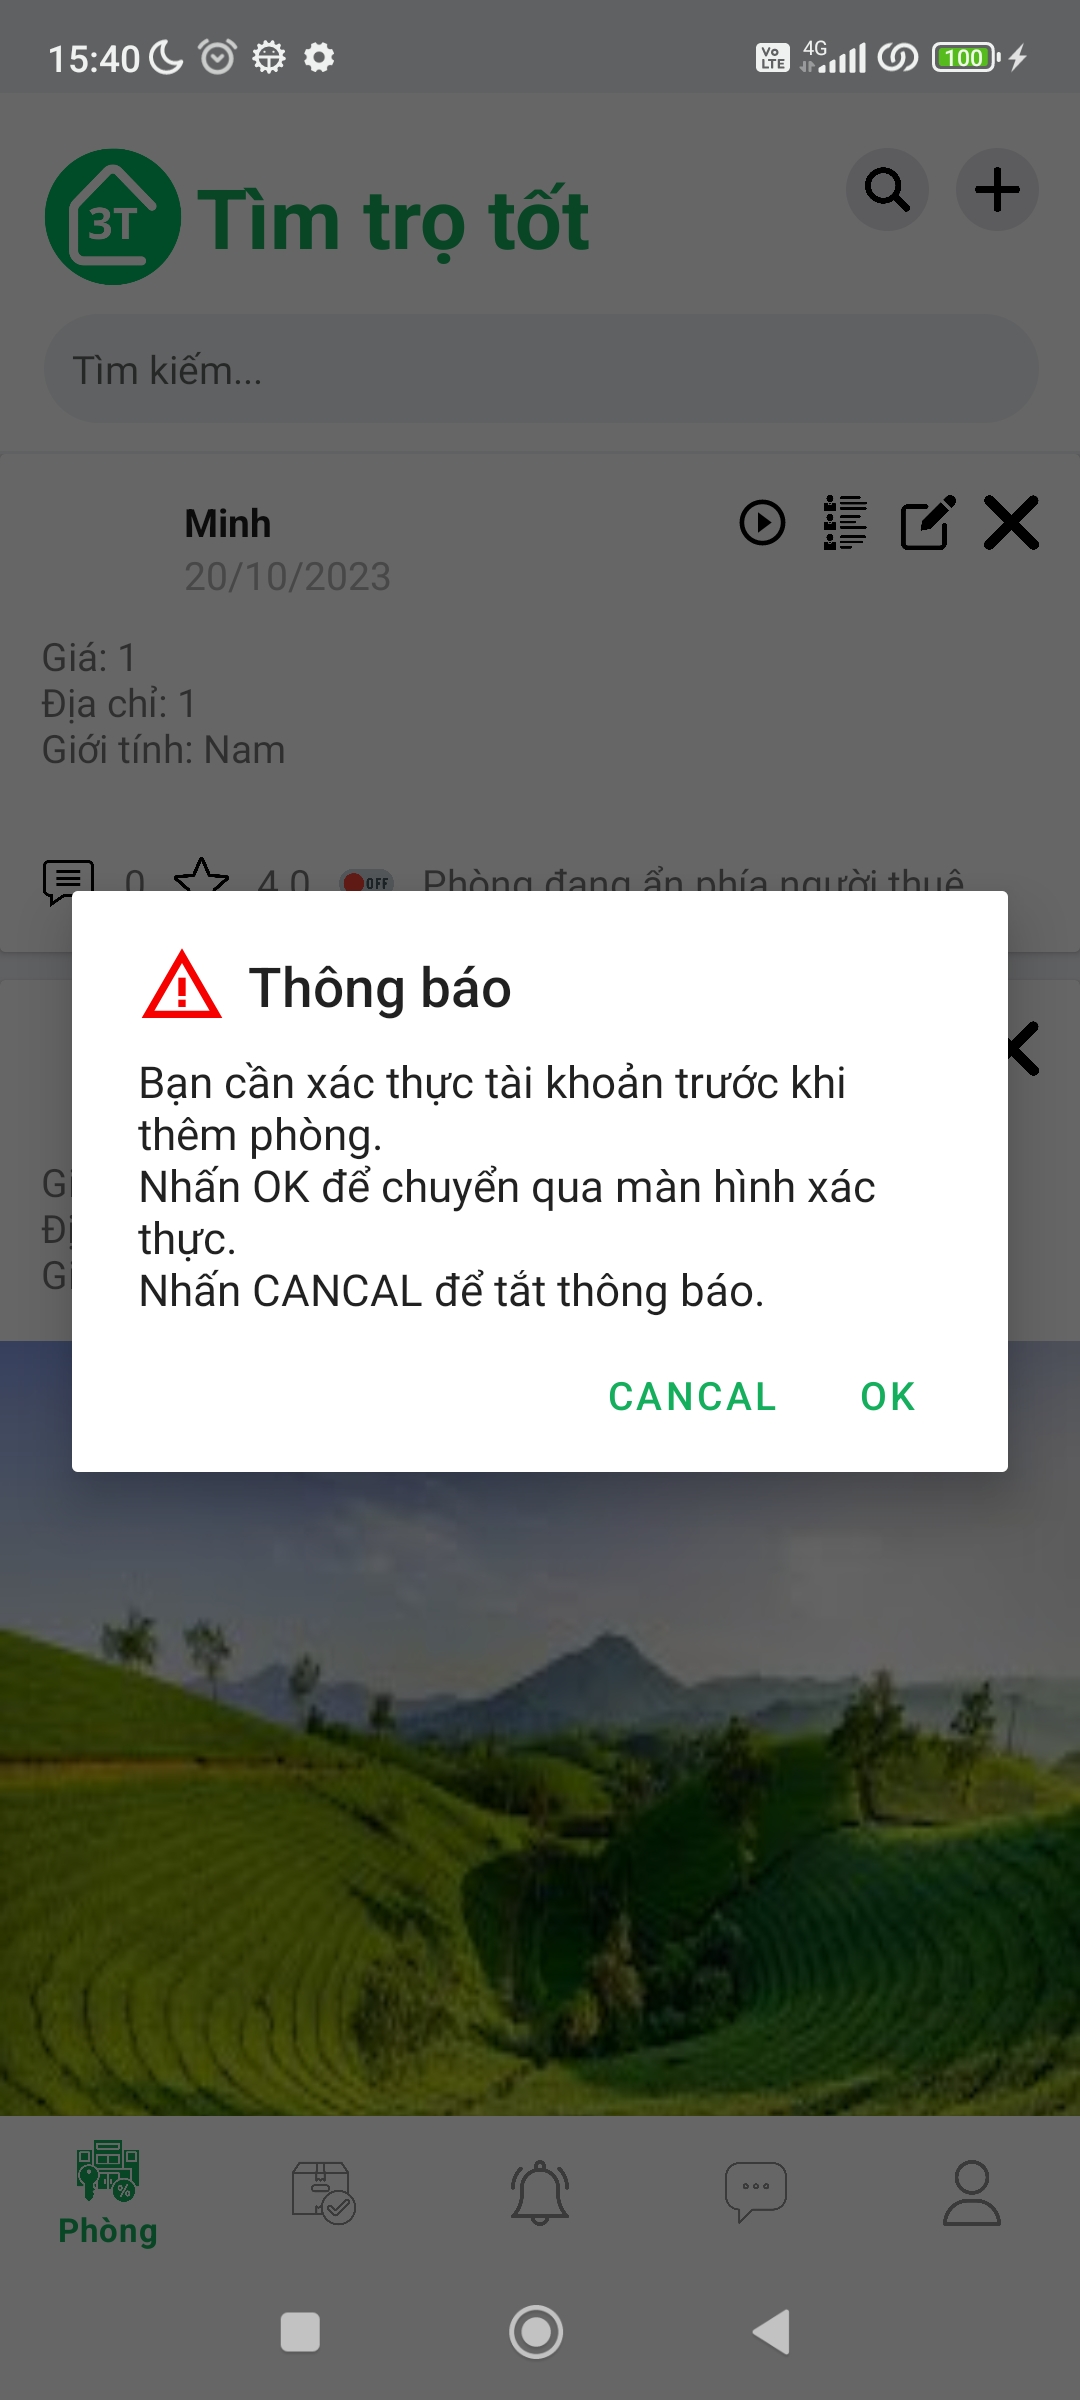 15:40
Vo LTE 4G 100
3T Tìm trọ tốt
Tìm kiếm...
Minh
20/10/2023
Giá: 1
Địa chỉ: 1
Giới tính: Nam
0 4.0 OFF Phòng đang ẩn phía người thuê
Thông báo
Bạn cần xác thực tài khoản trước khi
thêm phòng.
Nhấn OK để chuyển qua màn hình xác
thực.
Nhấn CANCAL để tắt thông báo.
CANCAL OK
Phòng